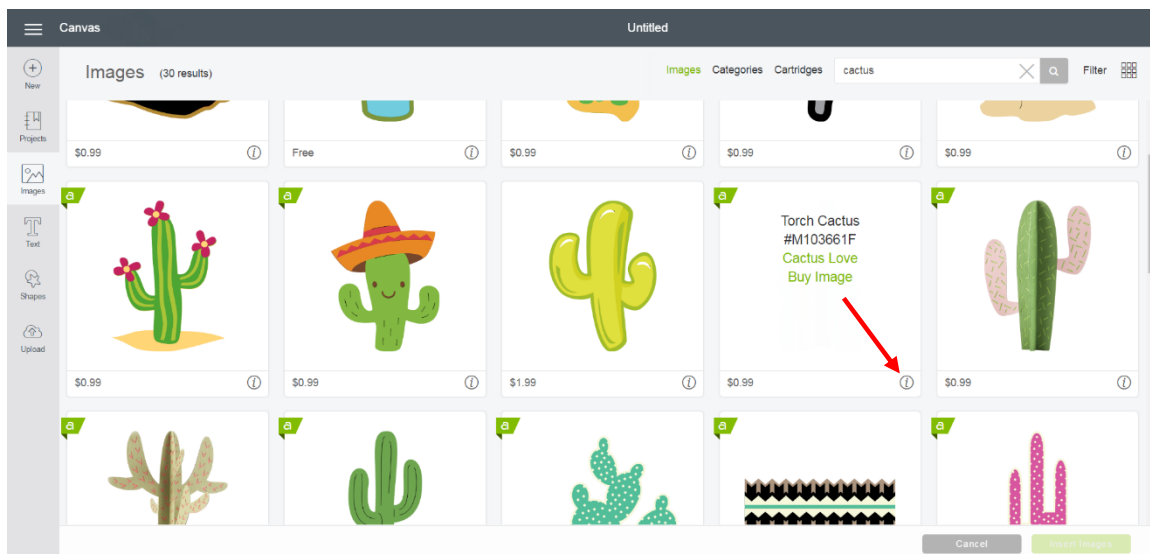 Canvas
Untitled
New
Projects
Images
Text
Shapes
Upload
Images (30 results)
Images Categories Cartridges cactus Filter
$0.99 Free $0.99 $0.99 $0.99
a a a a
Torch Cactus
#M103661F
Cactus Love
Buy Image
$0.99 $0.99 $1.99 $0.99 $0.99
a a a a a
Cancel Insert Images